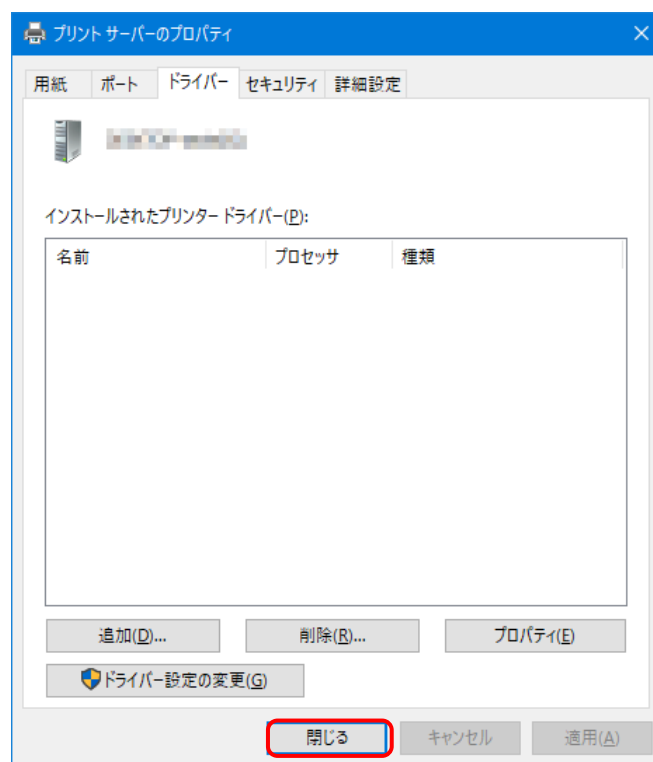 プリント サーバーのプロパティ
用紙 ポート ドライバー セキュリティ 詳細設定
インストールされたプリンター ドライバー(P):
名前 プロセッサ 種類
追加(D)... 削除(R)... プロパティ(E)
ドライバー設定の変更(G)
閉じる キャンセル 適用(A)